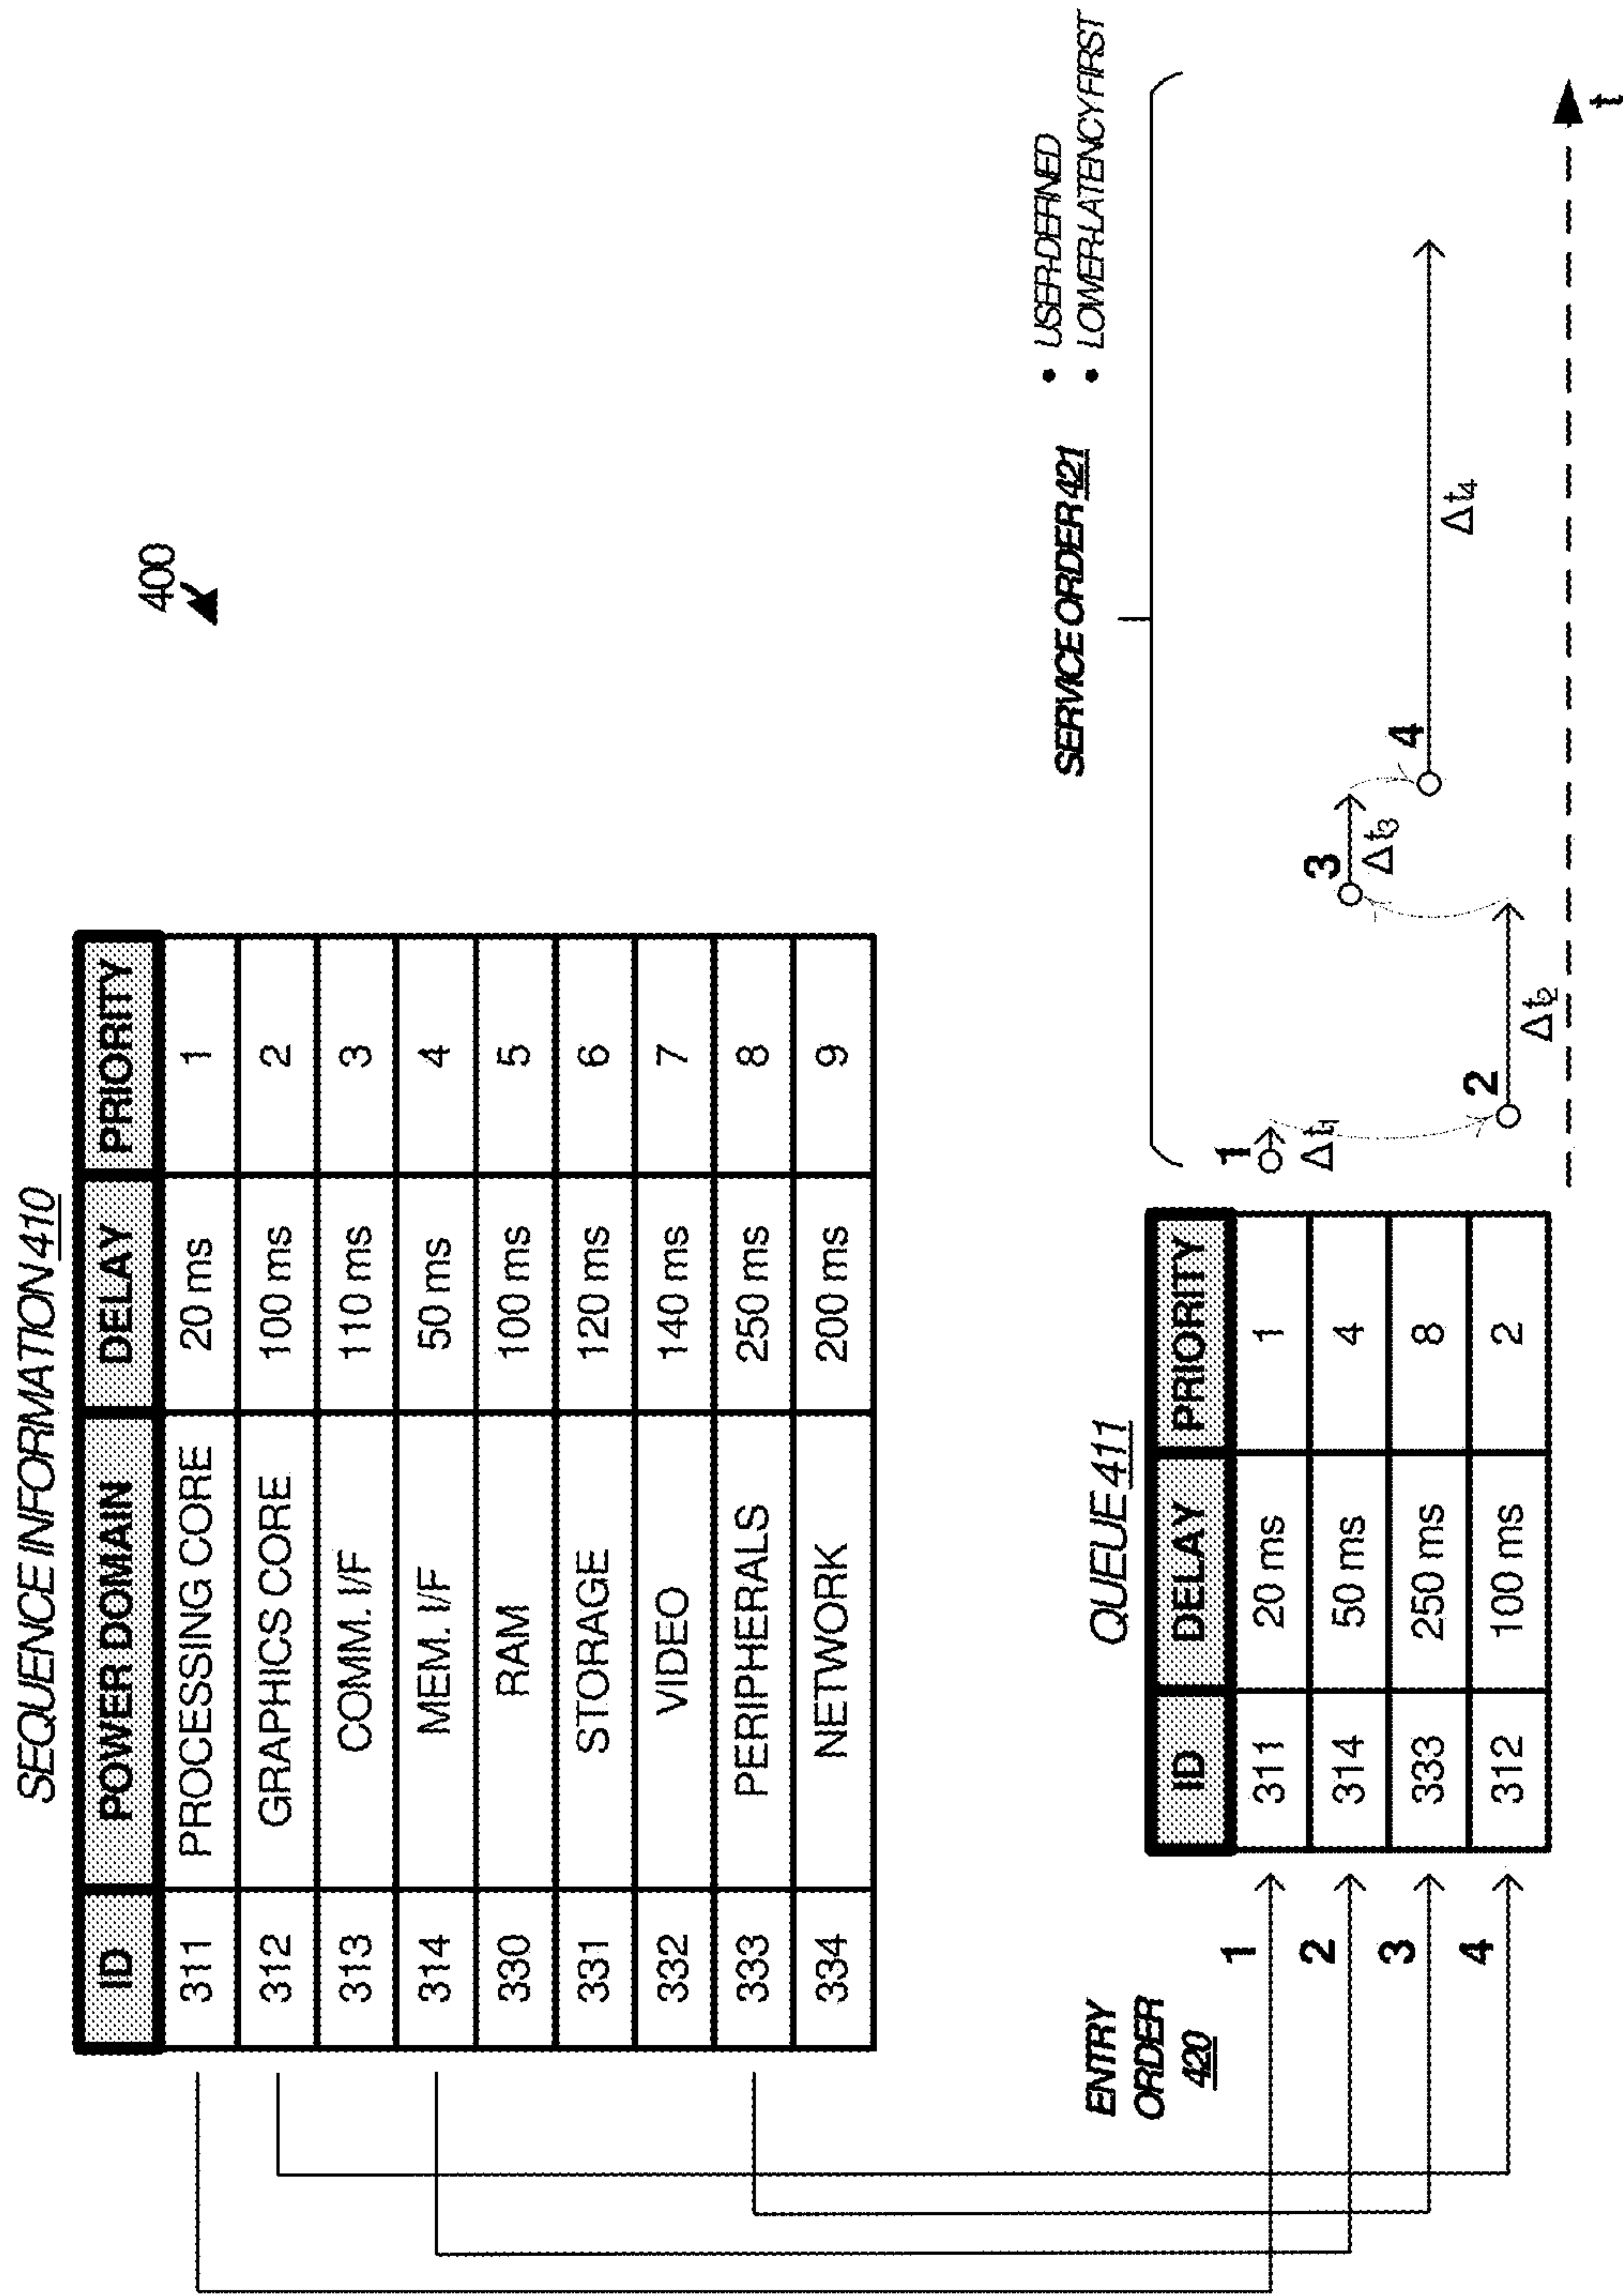 400
SEQUENCE INFORMATION 410
ID POWER DOMAIN DELAY PRIORITY
311 PROCESSING CORE 20 ms 1
312 GRAPHICS CORE 100 ms 2
313 COMM. I/F 110 ms 3
314 MEM. I/F 50 ms 4
330 RAM 100 ms 5
331 STORAGE 120 ms 6
332 VIDEO 140 ms 7
333 PERIPHERALS 250 ms 8
334 NETWORK 200 ms 9
ENTRY
ORDER
420
1
2
3
4
QUEUE 411
ID DELAY PRIORITY
311 20 ms 1
314 50 ms 4
333 250 ms 8
312 100 ms 2
SERVICE ORDER 421
• USER-DEFINED
• LOWER-LATENCY FIRST
1
Δt1
3
Δt3
4
Δt4
2
Δt2
t